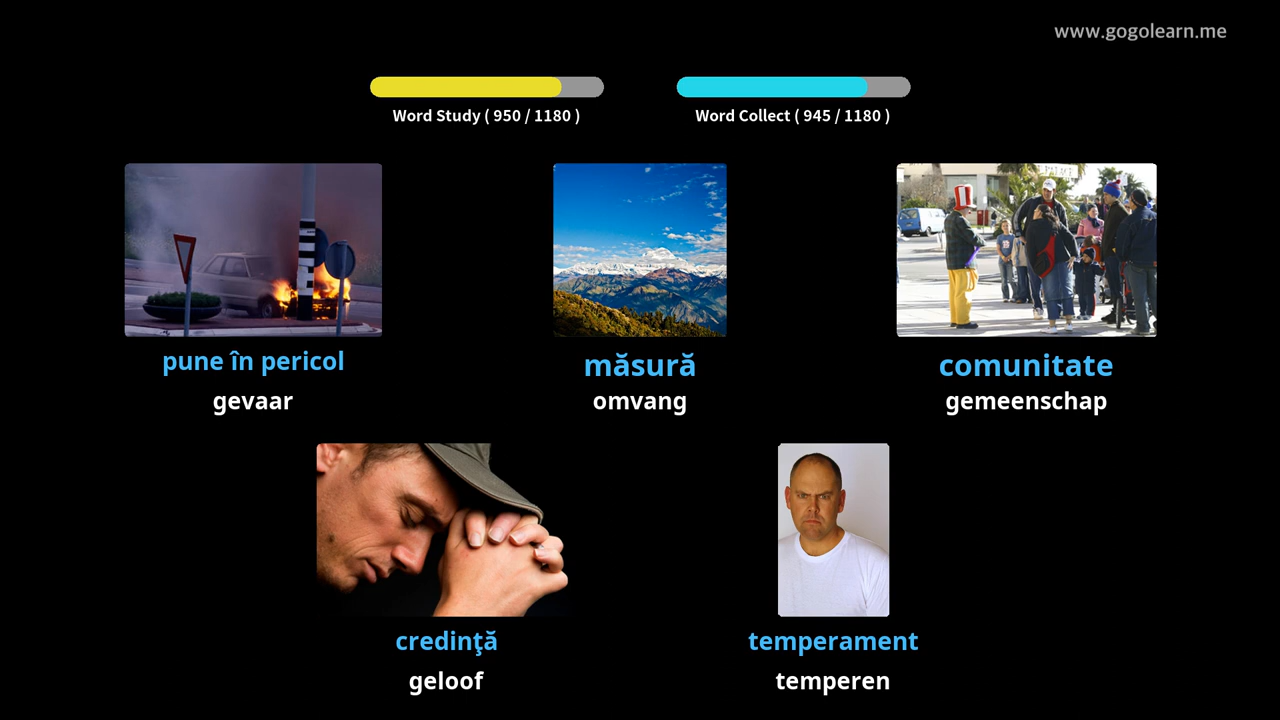 www.gogolearn.me
Word Study ( 950 / 1180 )
Word Collect ( 945 / 1180 )
pune în pericol
gevaar
măsură
omvang
comunitate
gemeenschap
credinţă
geloof
temperament
temperen